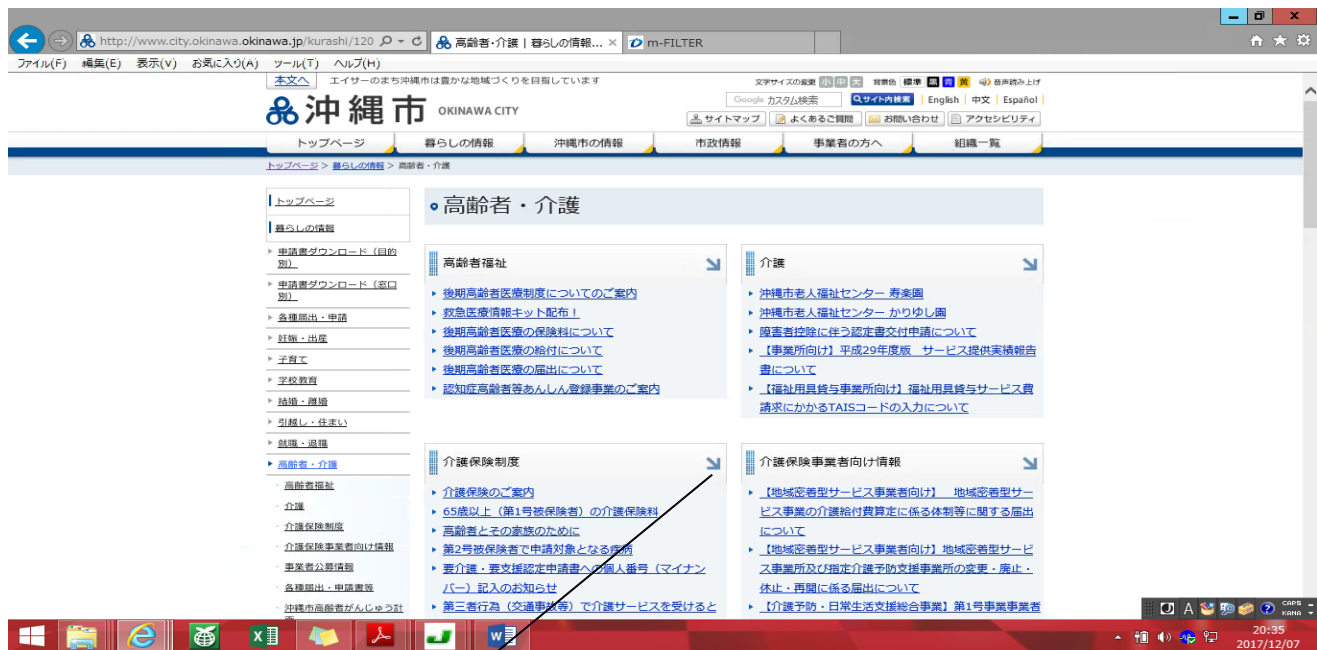 http://www.city.okinawa.okinawa.jp/kurashi/120
高齢者・介護 | 暮らしの情報...
m-FILTER
ファイル(F) 編集(E) 表示(V) お気に入り(A) ツール(T) ヘルプ(H)
本文へ エイサーのまち沖縄市は豊かな地域づくりを目指しています
文字サイズの変更 小 中 大 背景色 標準 黒 青 黄 音声読み上げ
沖縄市 OKINAWA CITY
Google カスタム検索 サイト内検索 English 中文 Español
サイトマップ よくあるご質問 お問い合わせ アクセシビリティ
トップページ 暮らしの情報 沖縄市の情報 市政情報 事業者の方へ 組織一覧
トップページ > 暮らしの情報 > 高齢者・介護
トップページ
暮らしの情報
申請書ダウンロード（目的
別）
申請書ダウンロード（窓口
別）
各種届出・申請
妊娠・出産
子育て
学校教育
結婚・離婚
引越し・住まい
就職・退職
高齢者・介護
高齢者福祉
介護
介護保険制度
介護保険事業者向け情報
事業者公募情報
各種届出・申請書等
沖縄市高齢者がんじゅう計
画
高齢者・介護
高齢者福祉
後期高齢者医療制度についてのご案内
救急医療情報キット配布！
後期高齢者医療の保険料について
後期高齢者医療の給付について
後期高齢者医療の届出について
認知症高齢者等あんしん登録事業のご案内
介護
沖縄市老人福祉センター 寿楽園
沖縄市老人福祉センター かりゆし園
障害者控除に伴う認定書交付申請について
【事業所向け】平成29年度版 サービス提供実績報告
書について
【福祉用具貸与事業所向け】福祉用具貸与サービス費
請求にかかるTAISコードの入力について
介護保険制度
介護保険のご案内
65歳以上（第1号被保険者）の介護保険料
高齢者とその家族のために
第2号被保険者で申請対象となる疾病
要介護・要支援認定申請書への個人番号（マイナン
バー）記入のお知らせ
第三者行為（交通事故等）で介護サービスを受けると
介護保険事業者向け情報
【地域密着型サービス事業者向け】 地域密着型サー
ビス事業の介護給付費算定に係る体制等に関する届出
について
【地域密着型サービス事業者向け】地域密着型サービ
ス事業所及び指定介護予防支援事業所の変更・廃止・
休止・再開に係る届出について
【介護予防・日常生活支援総合事業】第1号事業事業者
A CAPS KANA
20:35
2017/12/07